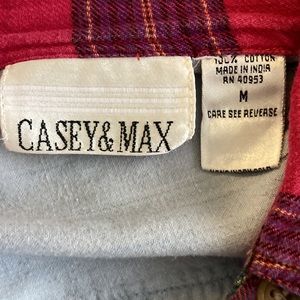 CASEY & MAX
100% COTTON
MADE IN INDIA
RN 40953
M
CARE SEE REVERSE